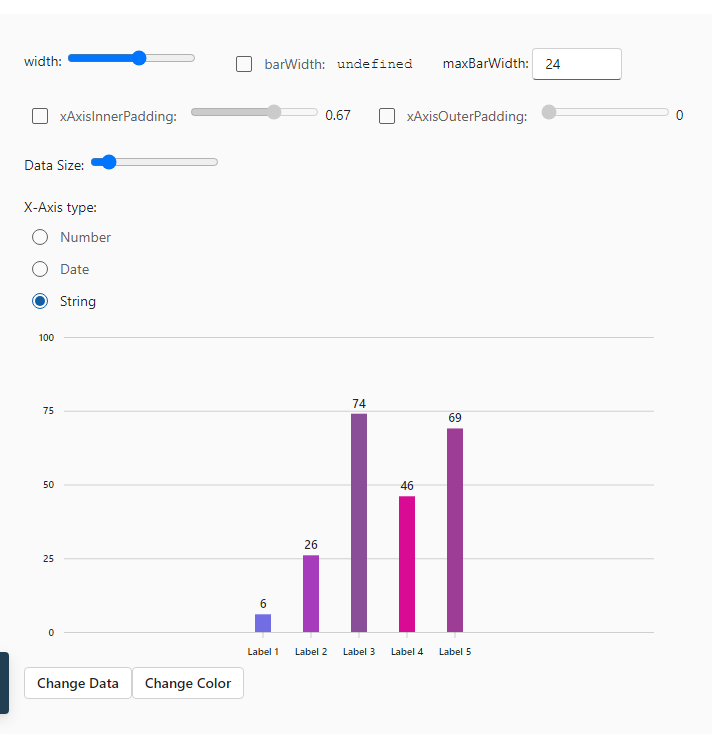 width: barWidth: undefined maxBarWidth: 24
xAxisInnerPadding: 0.67 xAxisOuterPadding: 0
Data Size:
X-Axis type:
Number
Date
String
100
75
50
25
0
74
69
46
26
6
Label 1 Label 2 Label 3 Label 4 Label 5
Change Data Change Color